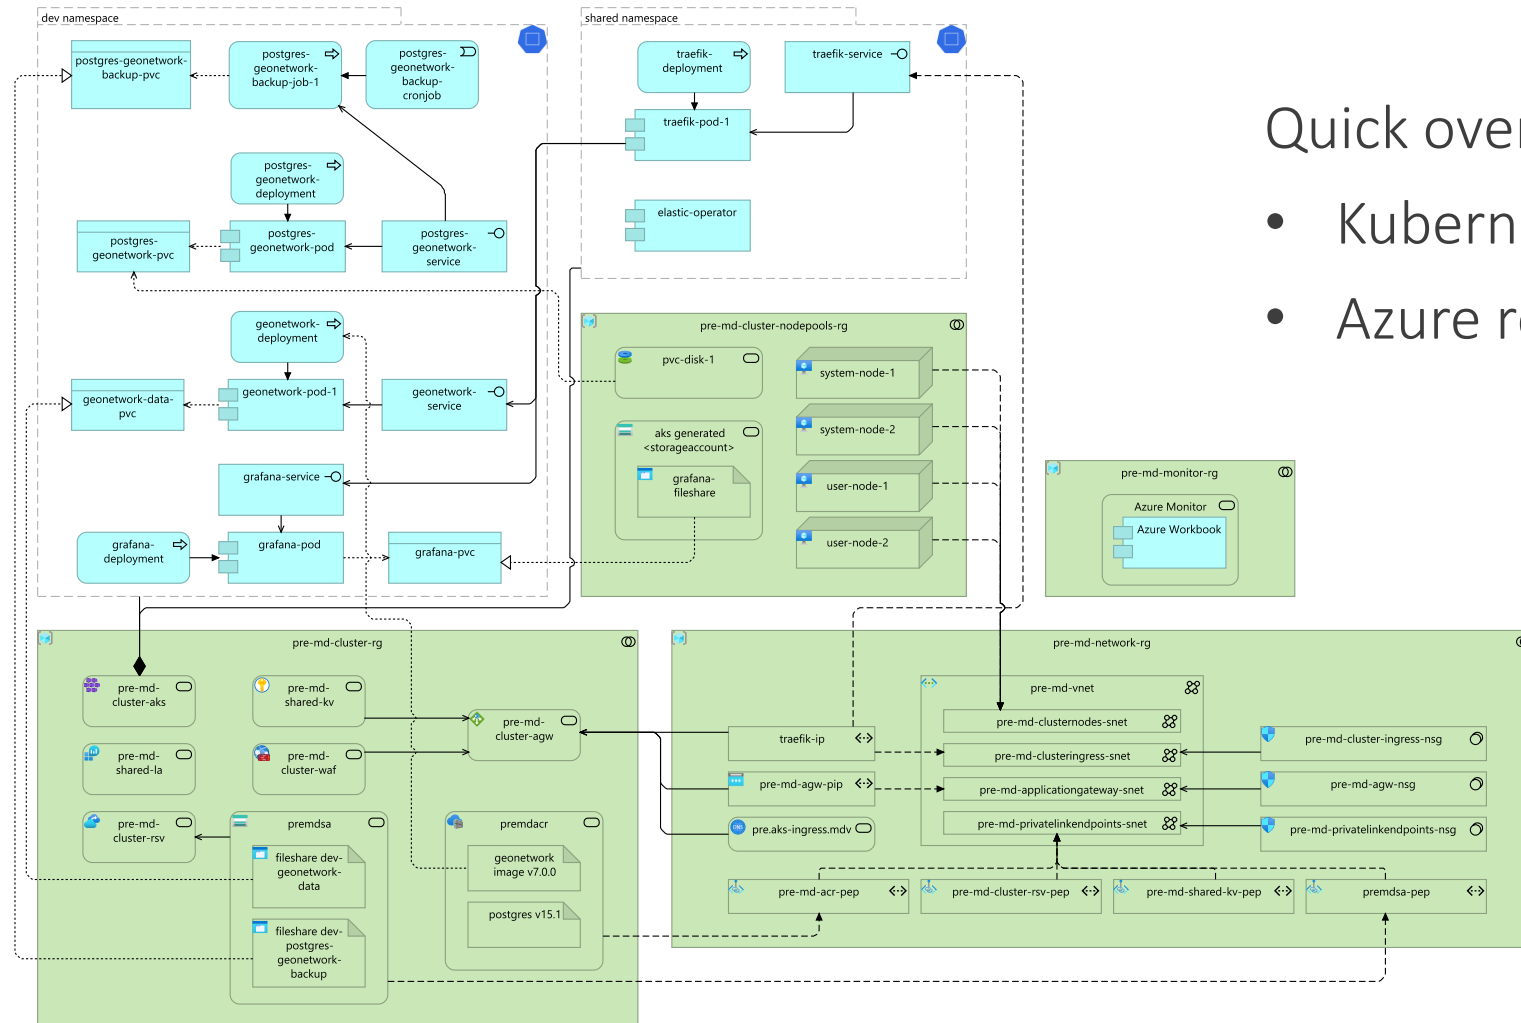 dev namespace
postgres-geonetwork-
backup-pvc
postgres-
geonetwork-
backup-job-1
postgres-
geonetwork-
backup-
cronjob
postgres-
geonetwork-
deployment
postgres-
geonetwork-pvc
postgres-
geonetwork-pod
postgres-
geonetwork-
service
geonetwork-
deployment
geonetwork-data-
pvc
geonetwork-pod-1
geonetwork-
service
grafana-service
grafana-
deployment
grafana-pod
grafana-pvc
shared namespace
traefik-
deployment
traefik-service
traefik-pod-1
elastic-operator
Quick over
• Kubern
• Azure re
pre-md-cluster-nodepools-rg
pvc-disk-1
aks generated
<storageaccount>
grafana-
fileshare
system-node-1
system-node-2
user-node-1
user-node-2
pre-md-monitor-rg
Azure Monitor
Azure Workbook
pre-md-cluster-rg
pre-md-
cluster-aks
pre-md-
shared-kv
pre-md-
cluster-agw
pre-md-
shared-la
pre-md-
cluster-waf
pre-md-
cluster-rsv
premdsa
fileshare dev-
geonetwork-
data
fileshare dev-
postgres-
geonetwork-
backup
premdacr
geonetwork
image v7.0.0
postgres v15.1
pre-md-network-rg
pre-md-vnet
pre-md-clusternodes-snet
pre-md-clusteringress-snet
pre-md-applicationgateway-snet
pre-md-privatelinkendpoints-snet
traefik-ip
pre-md-agw-pip
DNS
pre.aks-ingress.mdv
pre-md-cluster-ingress-nsg
pre-md-agw-nsg
pre-md-privatelinkendpoints-nsg
pre-md-acr-pep
pre-md-cluster-rsv-pep
pre-md-shared-kv-pep
premdsa-pep